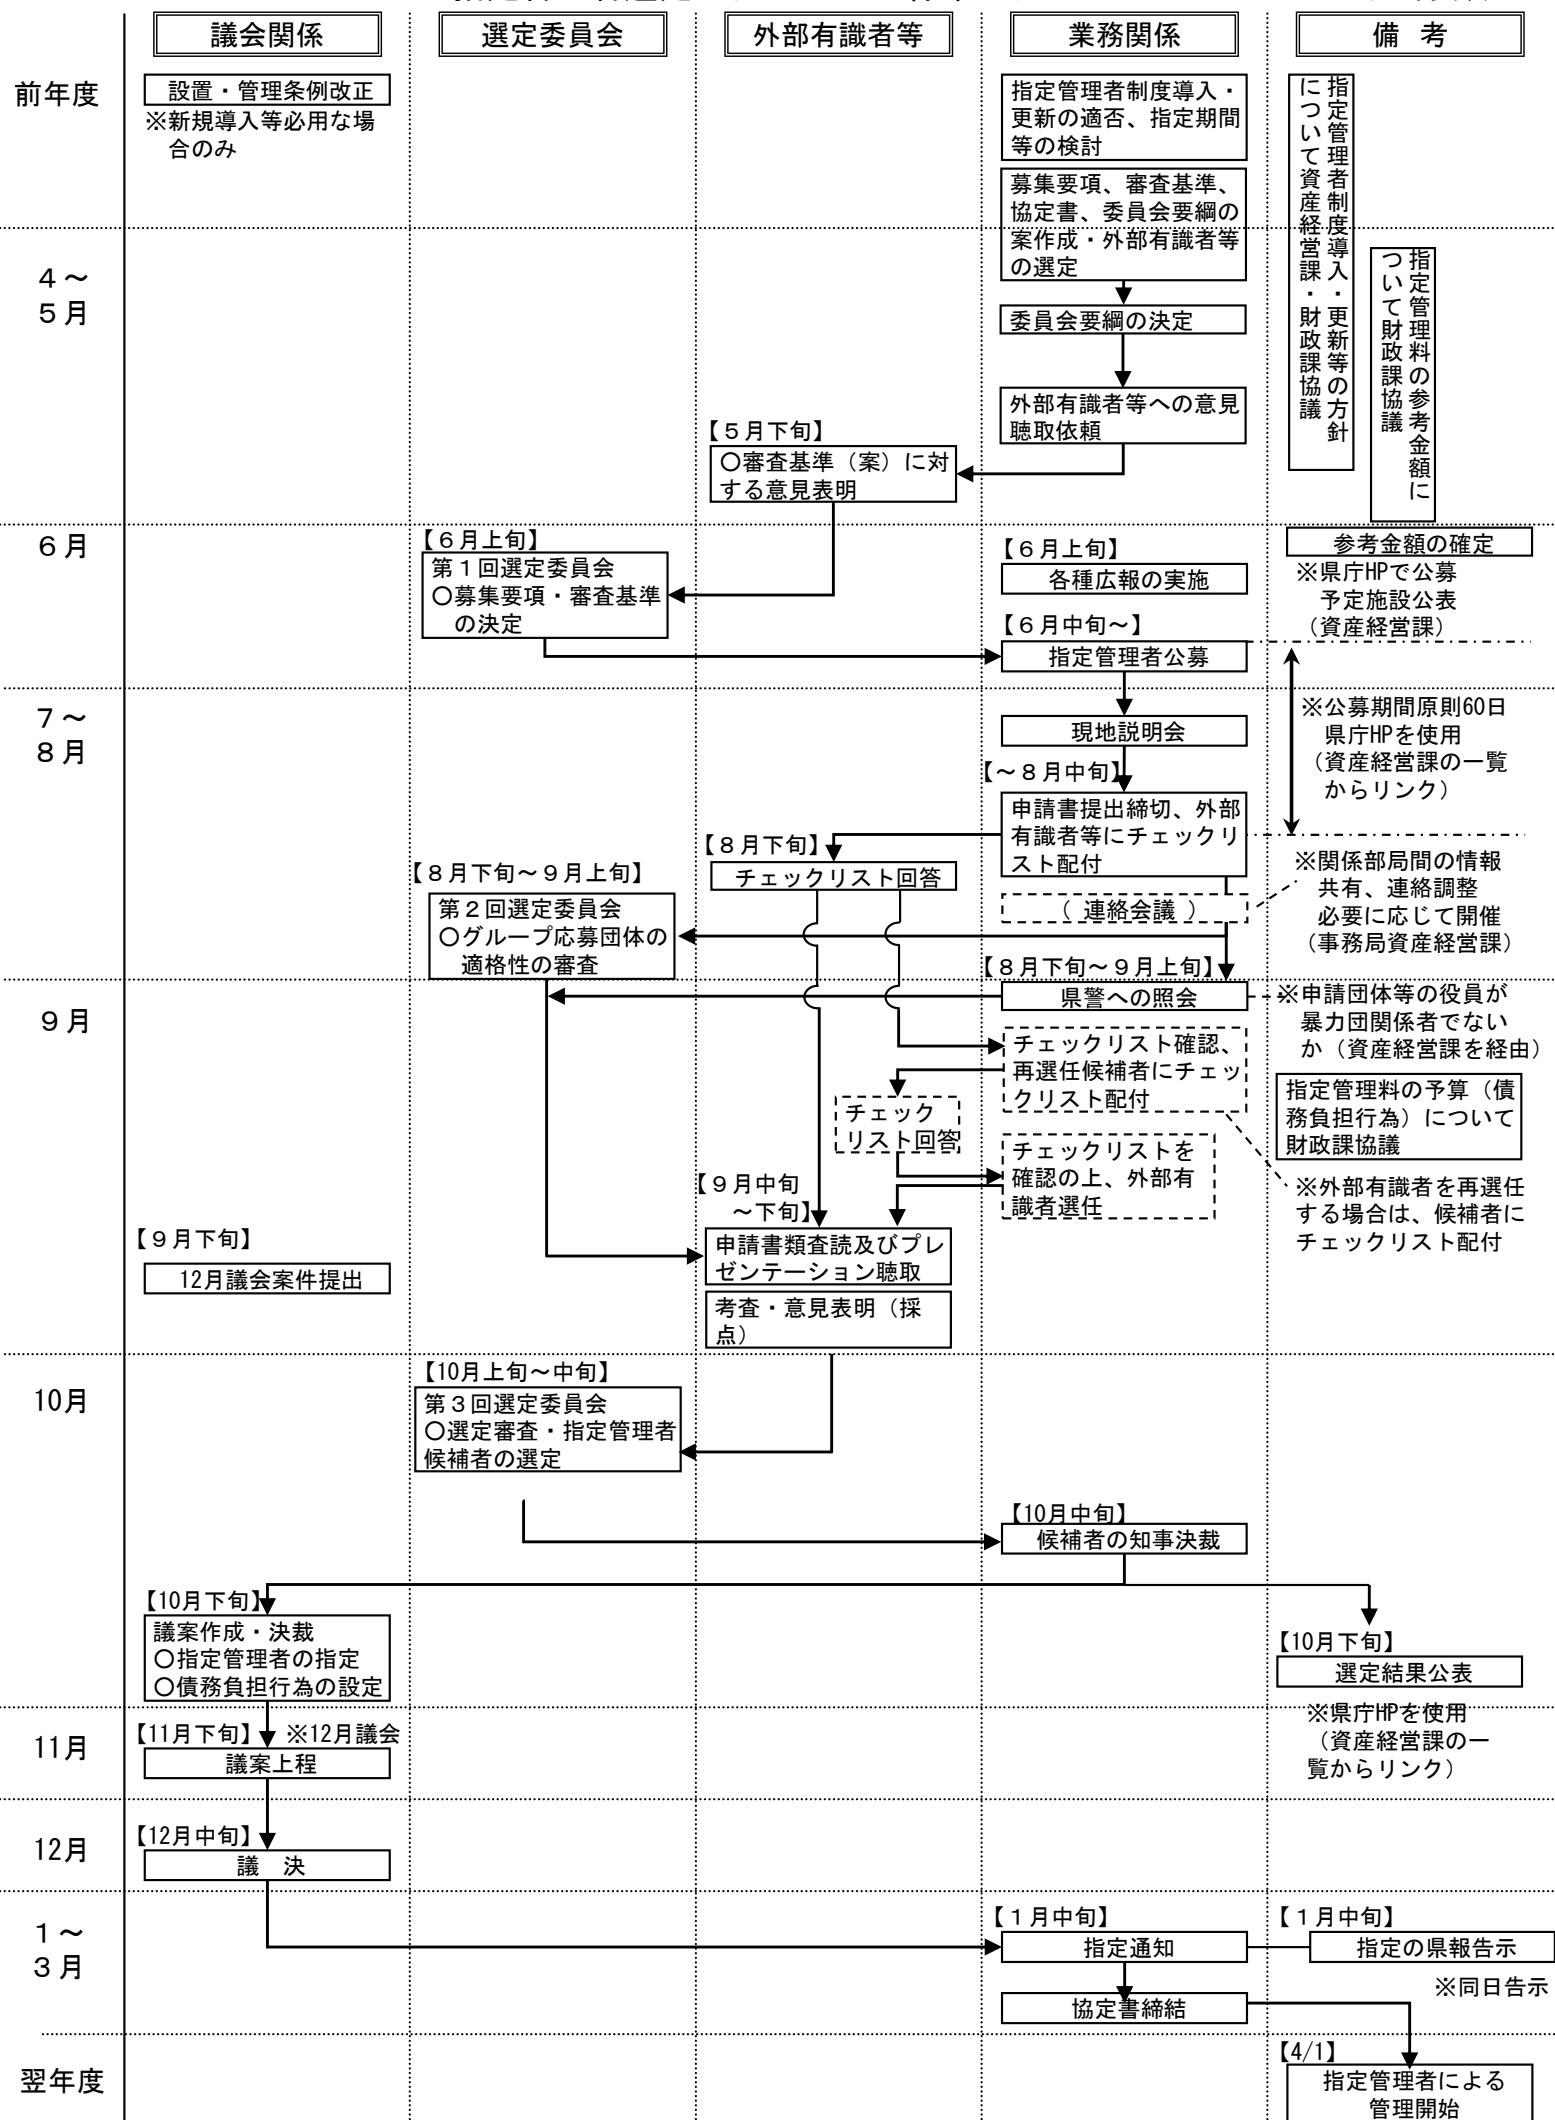 議会関係
選定委員会
外部有識者等
業務関係
備 考
前年度
設置・管理条例改正
※新規導入等必用な場
合のみ
指定管理者制度導入・
更新の適否、指定期間
等の検討
募集要項、審査基準、
協定書、委員会要綱の
案作成・外部有識者等
の選定
指定管理者制度導入・更新等の方針
について資産経営課・財政課協議
4～
5月
指定管理料の参考金額に
ついて財政課協議
委員会要綱の決定
外部有識者等への意見
聴取依頼
【5月下旬】
○審査基準（案）に対
する意見表明
6月
【6月上旬】
第1回選定委員会
○募集要項・審査基準
の決定
【6月上旬】
各種広報の実施
【6月中旬～】
指定管理者公募
参考金額の確定
※県庁HPで公募
予定施設公表
（資産経営課）
7～
8月
現地説明会
【～8月中旬】
申請書提出締切、外部
有識者等にチェックリ
スト配付
※公募期間原則60日
県庁HPを使用
（資産経営課の一覧
からリンク）
【8月下旬】
チェックリスト回答
【8月下旬～9月上旬】
第2回選定委員会
○グループ応募団体の
適格性の審査
（ 連絡会議 ）
※関係部局間の情報
共有、連絡調整
必要に応じて開催
（事務局資産経営課）
【8月下旬～9月上旬】
9月
県警への照会
※申請団体等の役員が
暴力団関係者でない
か（資産経営課を経由）
チェックリスト確認、
再選任候補者にチェッ
クリスト配付
指定管理料の予算（債
務負担行為）について
財政課協議
チェック
リスト回答
チェックリストを
確認の上、外部有
識者選任
※外部有識者を再選任
する場合は、候補者に
チェックリスト配付
【9月中旬
～下旬】
申請書類査読及びプレ
ゼンテーション聴取
考査・意見表明（採
点）
【9月下旬】
12月議会案件提出
10月
【10月上旬～中旬】
第3回選定委員会
○選定審査・指定管理者
候補者の選定
【10月中旬】
候補者の知事決裁
【10月下旬】
議案作成・決裁
○指定管理者の指定
○債務負担行為の設定
【10月下旬】
選定結果公表
※県庁HPを使用
（資産経営課の一
覧からリンク）
11月
【11月下旬】 ※12月議会
議案上程
12月
【12月中旬】
議 決
1～
3月
【1月中旬】
指定通知
【1月中旬】
指定の県報告示
※同日告示
協定書締結
翌年度
【4/1】
指定管理者による
管理開始